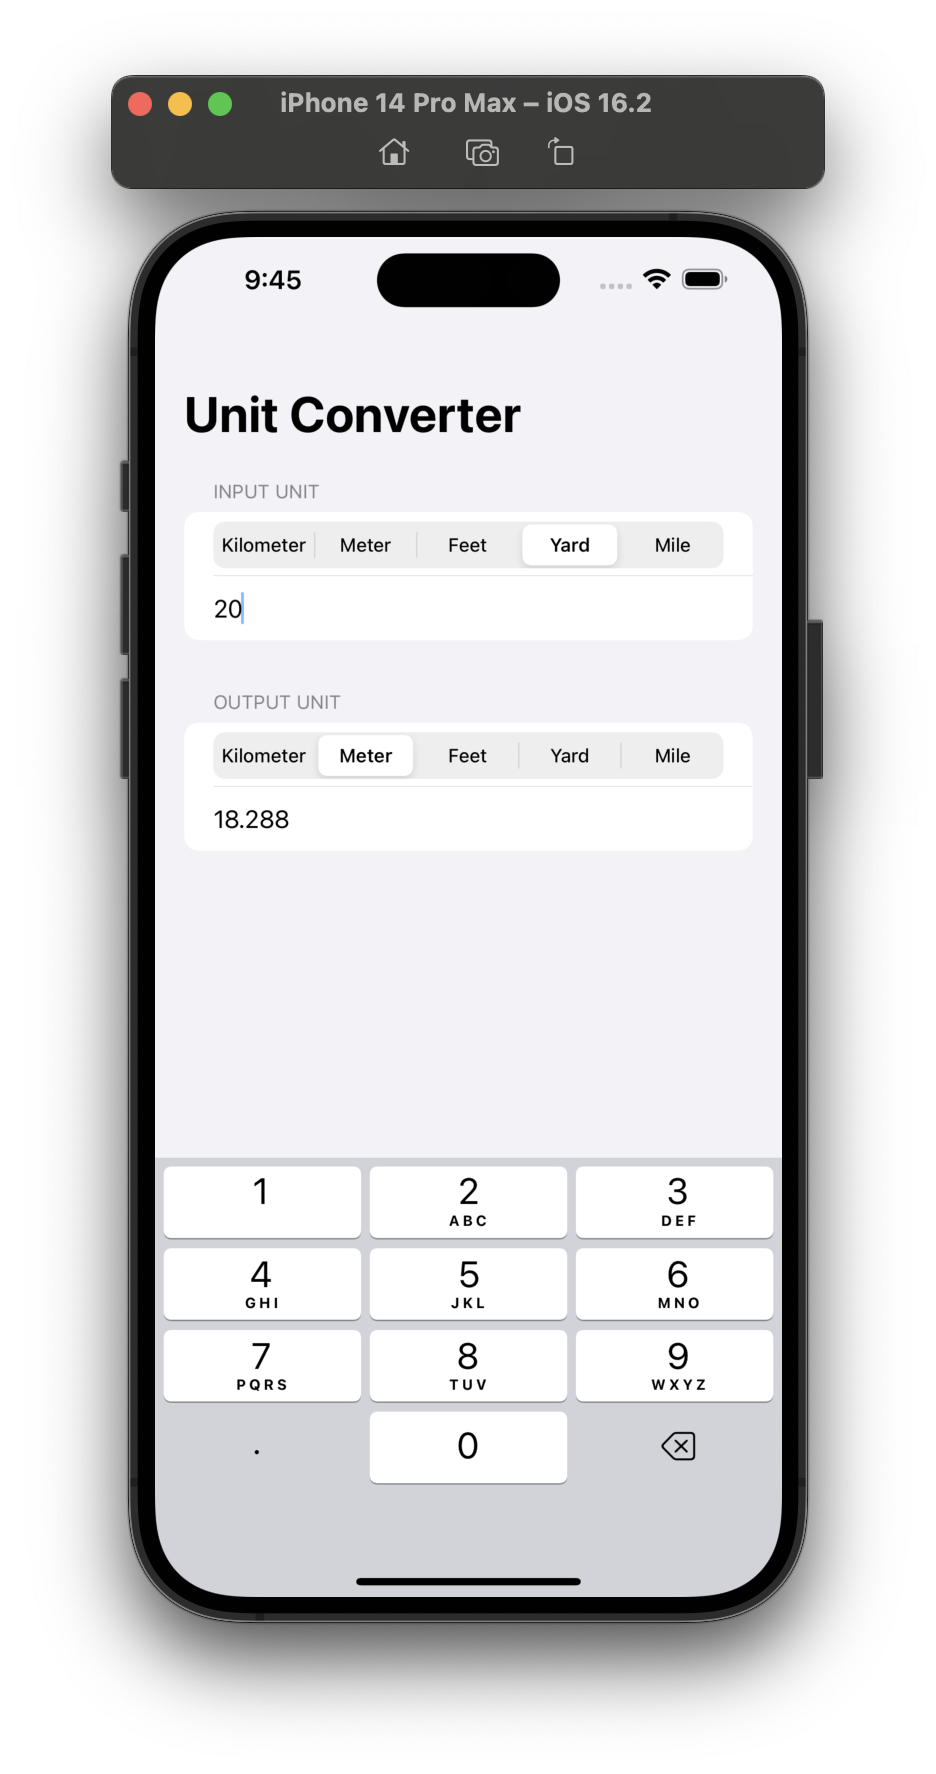 iPhone 14 Pro Max – iOS 16.2
9:45
Unit Converter
INPUT UNIT
Kilometer Meter Feet Yard Mile
20
OUTPUT UNIT
Kilometer Meter Feet Yard Mile
18.288
1 2 3
ABC DEF
4 5 6
GHI JKL MNO
7 8 9
PQRS TUV WXYZ
. 0